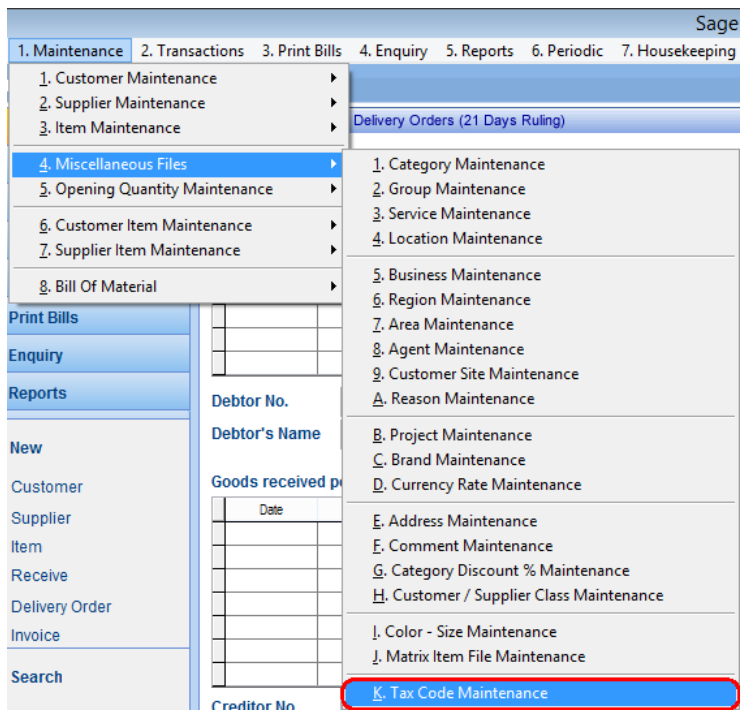 Sage
1. Maintenance 2. Transactions 3. Print Bills 4. Enquiry 5. Reports 6. Periodic 7. Housekeeping
1. Customer Maintenance
2. Supplier Maintenance
3. Item Maintenance
4. Miscellaneous Files
5. Opening Quantity Maintenance
6. Customer Item Maintenance
7. Supplier Item Maintenance
8. Bill Of Material
Delivery Orders (21 Days Ruling)
1. Category Maintenance
2. Group Maintenance
3. Service Maintenance
4. Location Maintenance
5. Business Maintenance
6. Region Maintenance
7. Area Maintenance
8. Agent Maintenance
9. Customer Site Maintenance
A. Reason Maintenance
B. Project Maintenance
C. Brand Maintenance
D. Currency Rate Maintenance
E. Address Maintenance
F. Comment Maintenance
G. Category Discount % Maintenance
H. Customer / Supplier Class Maintenance
I. Color - Size Maintenance
J. Matrix Item File Maintenance
K. Tax Code Maintenance
Print Bills
Enquiry
Reports
New
Customer
Supplier
Item
Receive
Delivery Order
Invoice
Search
Debtor No.
Debtor's Name
Goods received
Date
Creditor No.